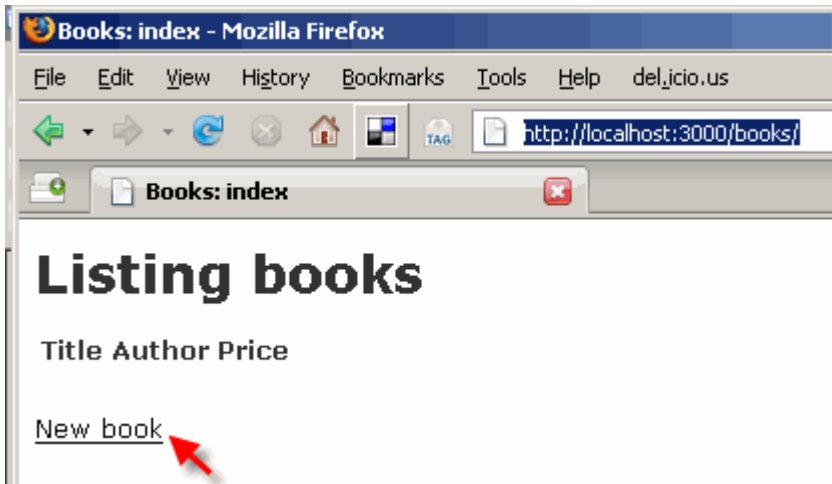 Books: index - Mozilla Firefox
File Edit View History Bookmarks Tools Help del.icio.us
TAG http://localhost:3000/books/
Books: index
Listing books
Title Author Price
New book